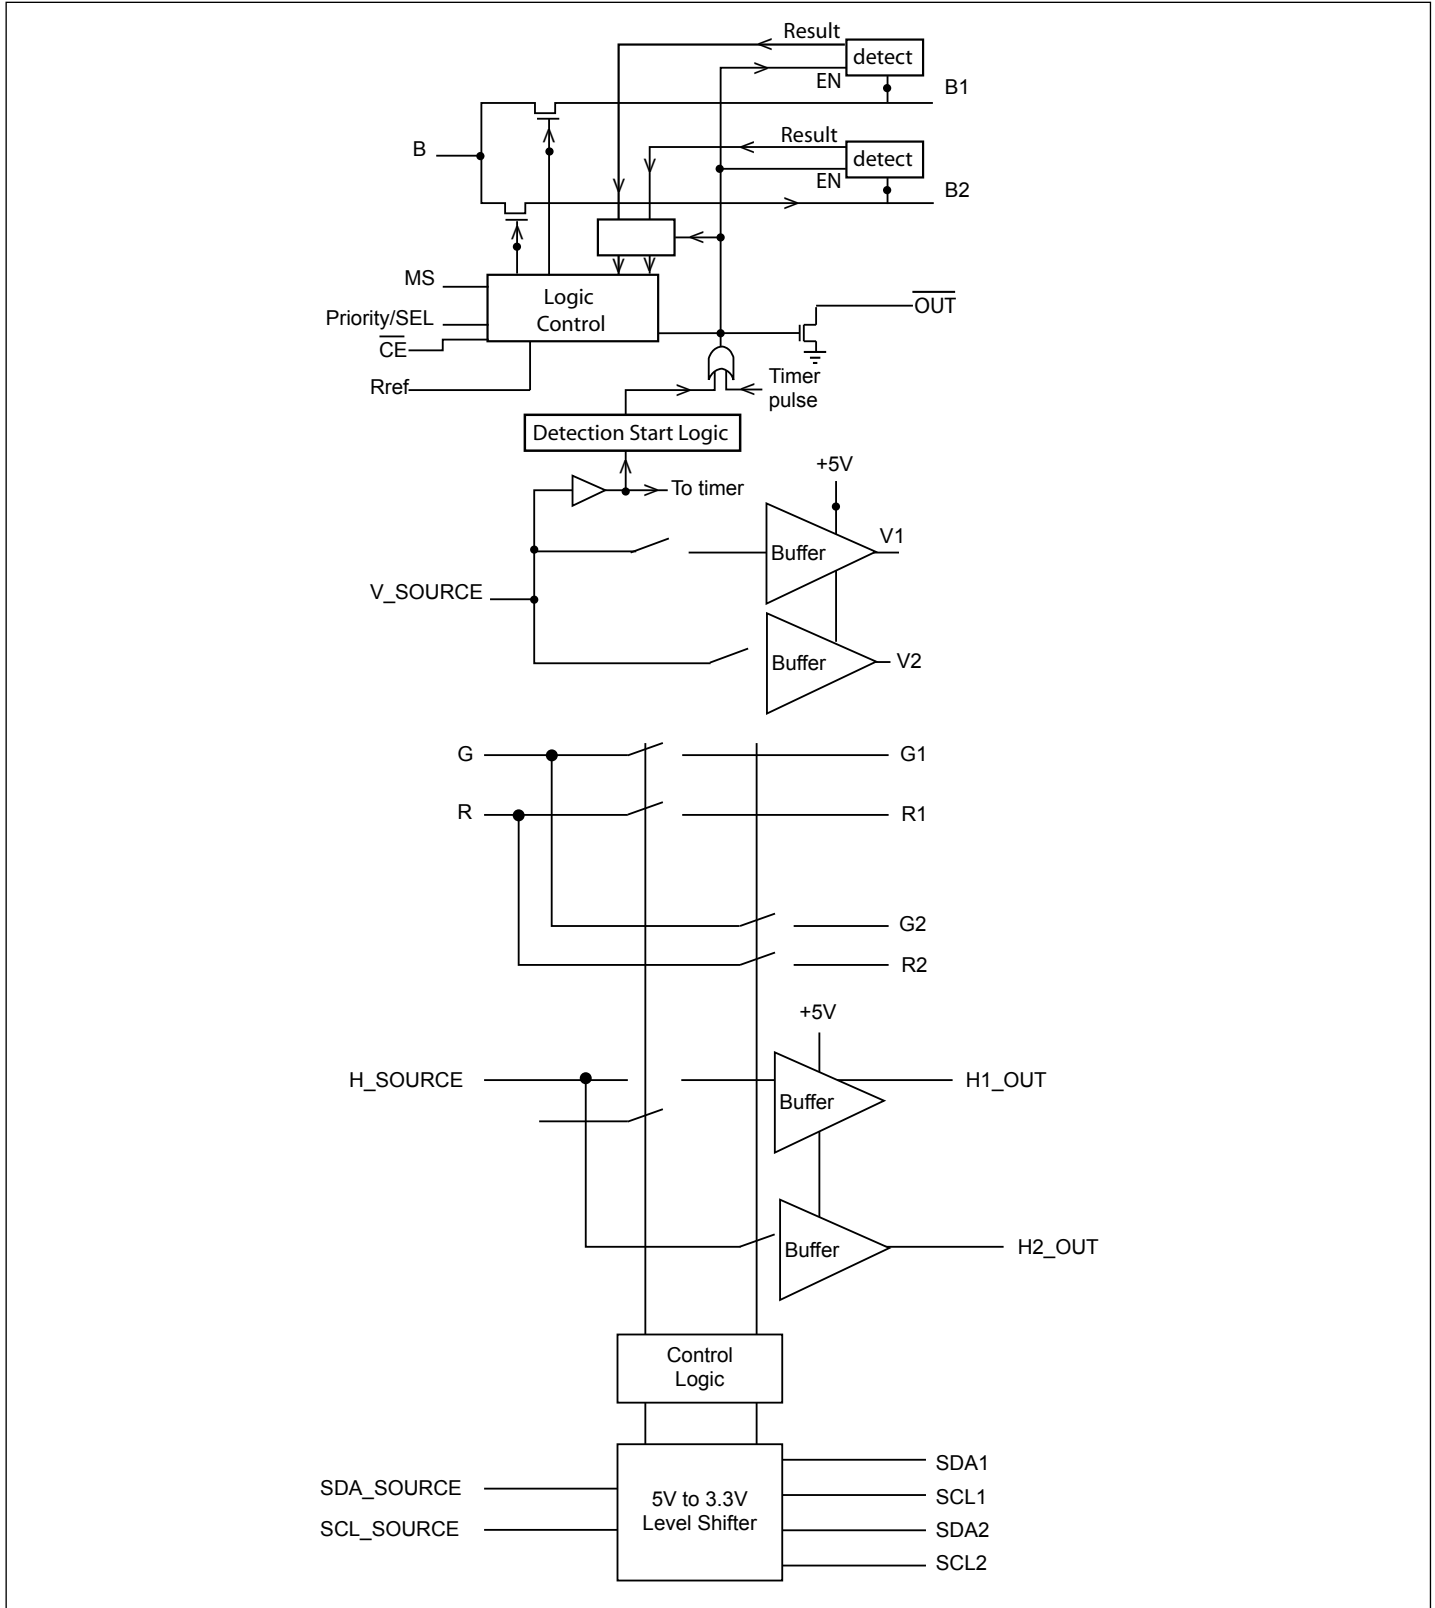 Result
detect
EN
B1
Result
B
detect
EN
B2
MS
Logic
Control
OUT
Priority/SEL
CE
Rref
Timer
pulse
Detection Start Logic
+5V
To timer
V1
Buffer
V_SOURCE
Buffer
V2
G
G1
R
R1
G2
R2
+5V
H_SOURCE
H1_OUT
Buffer
H2_OUT
Buffer
Control
Logic
SDA1
SDA_SOURCE
SCL1
5V to 3.3V
Level Shifter
SCL_SOURCE
SDA2
SCL2